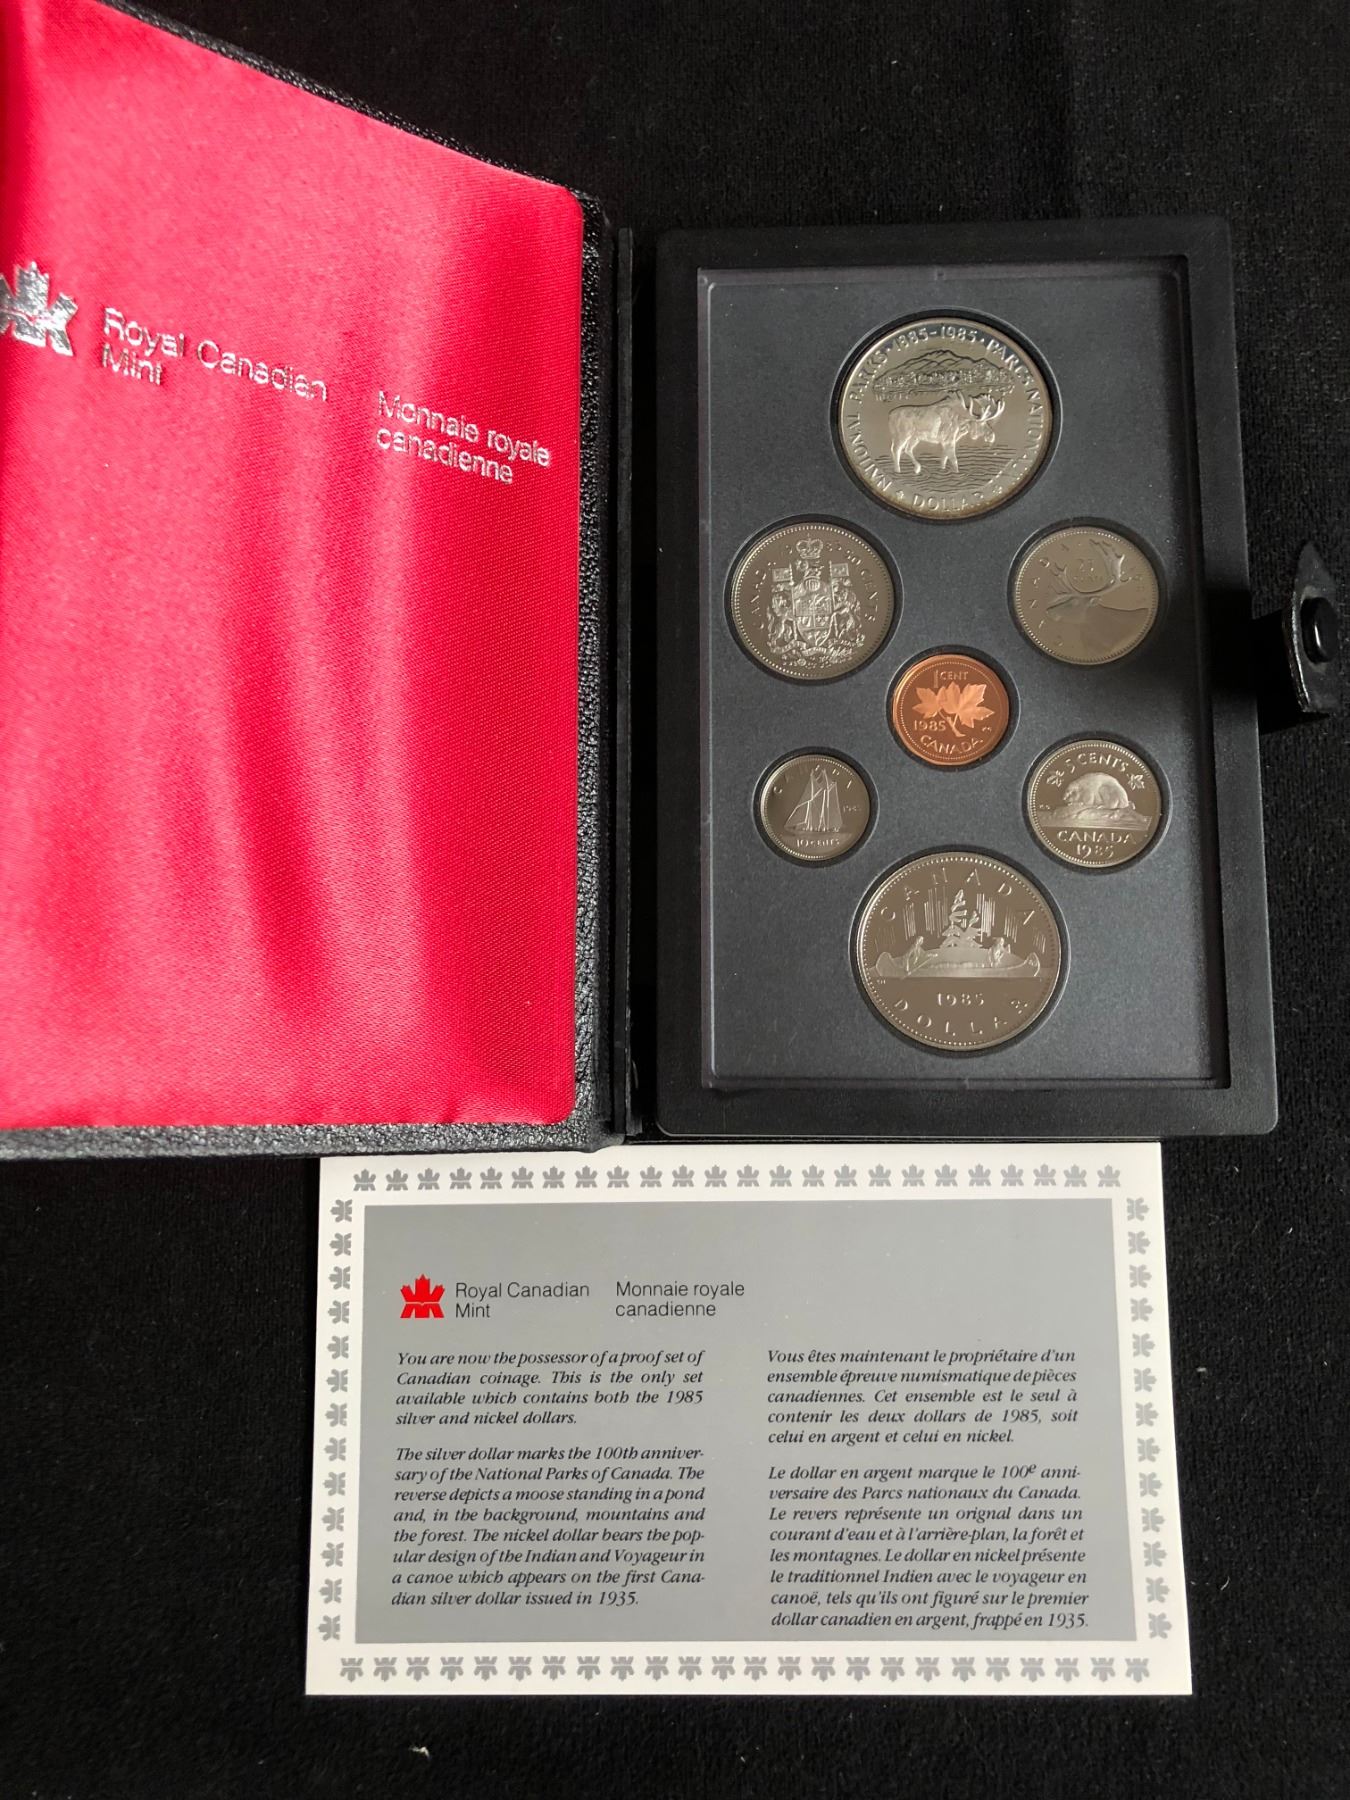 Royal Canadian
Mint
Monnaie royale
canadienne
NATIONAL PARKS · 1885-1985 · PARCS NATIONAUX
DOLLAR
CANADA 1985 50 CENTS
25
CENTS
1 CENT
1985
CANADA
CANADA
1985
10 CENTS
5 CENTS
CANADA
1985
CANADA
1985
DOLLAR
Royal Canadian
Mint
Monnaie royale
canadienne
You are now the possessor of a proof set of
Canadian coinage. This is the only set
available which contains both the 1985
silver and nickel dollars.
The silver dollar marks the 100th anniver-
sary of the National Parks of Canada. The
reverse depicts a moose standing in a pond
and, in the background, mountains and
the forest. The nickel dollar bears the pop-
ular design of the Indian and Voyageur in
a canoe which appears on the first Cana-
dian silver dollar issued in 1935.
Vous êtes maintenant le propriétaire d'un
ensemble épreuve numismatique de pièces
canadiennes. Cet ensemble est le seul à
contenir les deux dollars de 1985, soit
celui en argent et celui en nickel.
Le dollar en argent marque le 100e anni-
versaire des Parcs nationaux du Canada.
Le revers représente un orignal dans un
courant d'eau et à l'arrière-plan, la forêt et
les montagnes. Le dollar en nickel présente
le traditionnel Indien avec le voyageur en
canoë, tels qu'ils ont figuré sur le premier
dollar canadien en argent, frappé en 1935.